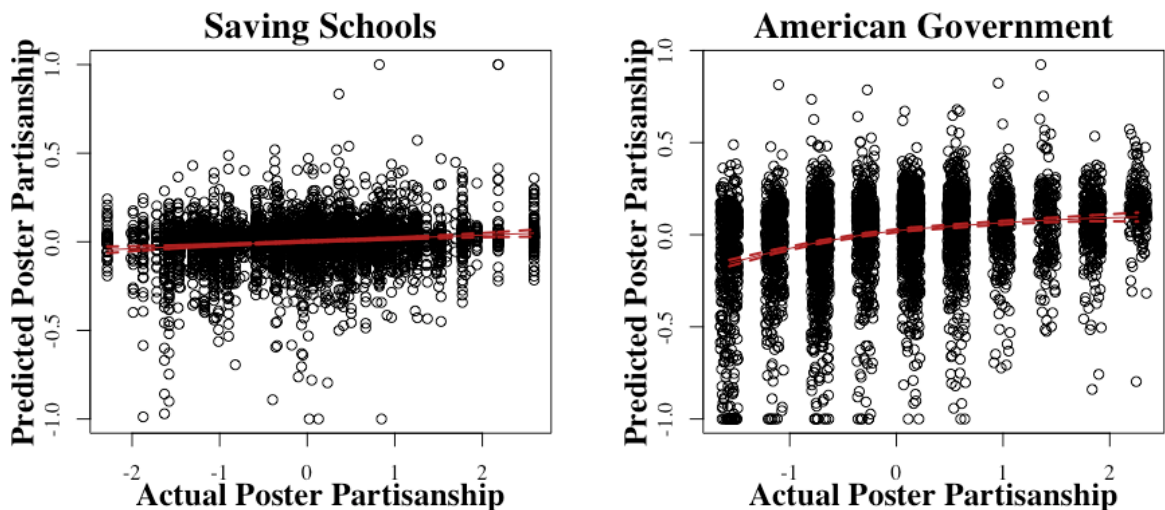 Saving Schools
Predicted Poster Partisanship
1.0
0.5
0.0
-0.5
-1.0
-2 -1 0 1 2
Actual Poster Partisanship
American Government
Predicted Poster Partisanship
1.0
0.5
0.0
-0.5
-1.0
-1 0 1 2
Actual Poster Partisanship